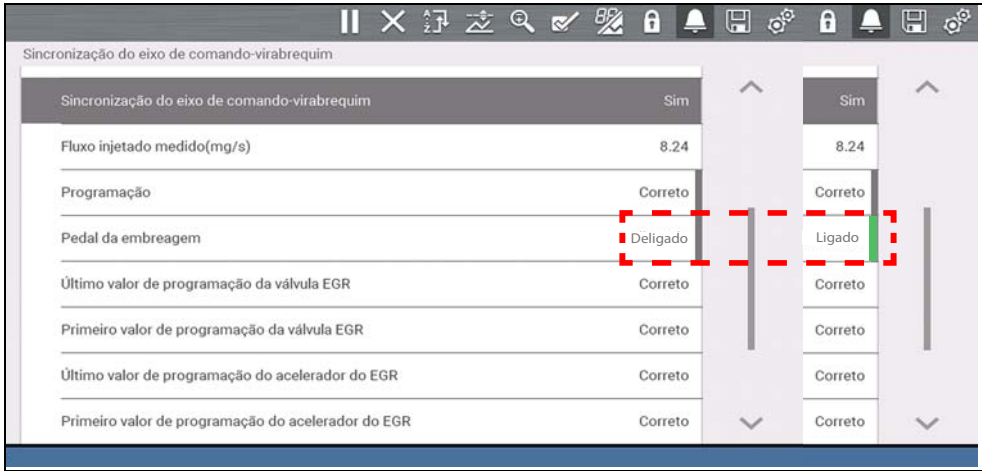 Sincronização do eixo de comando-virabrequim
Sincronização do eixo de comando-virabrequim Sim Sim
Fluxo injetado medido(mg/s) 8.24 8.24
Programação Correto Correto
Pedal da embreagem Deligado Ligado
Último valor de programação da válvula EGR Correto Correto
Primeiro valor de programação da válvula EGR Correto Correto
Último valor de programação do acelerador do EGR Correto Correto
Primeiro valor de programação do acelerador do EGR Correto Correto